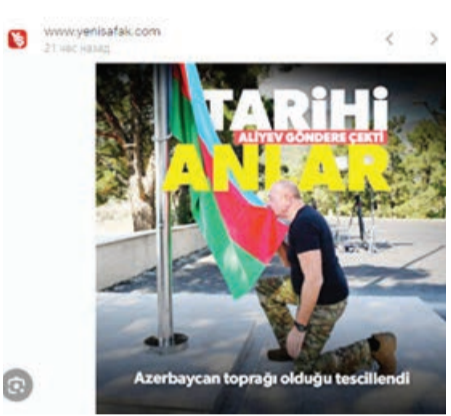 www.yenisafak.com
21 час назад
TARİHİ
ALİYEV GÖNDERE ÇEKTİ
ANLAR
Azerbaycan toprağı olduğu tescillendi